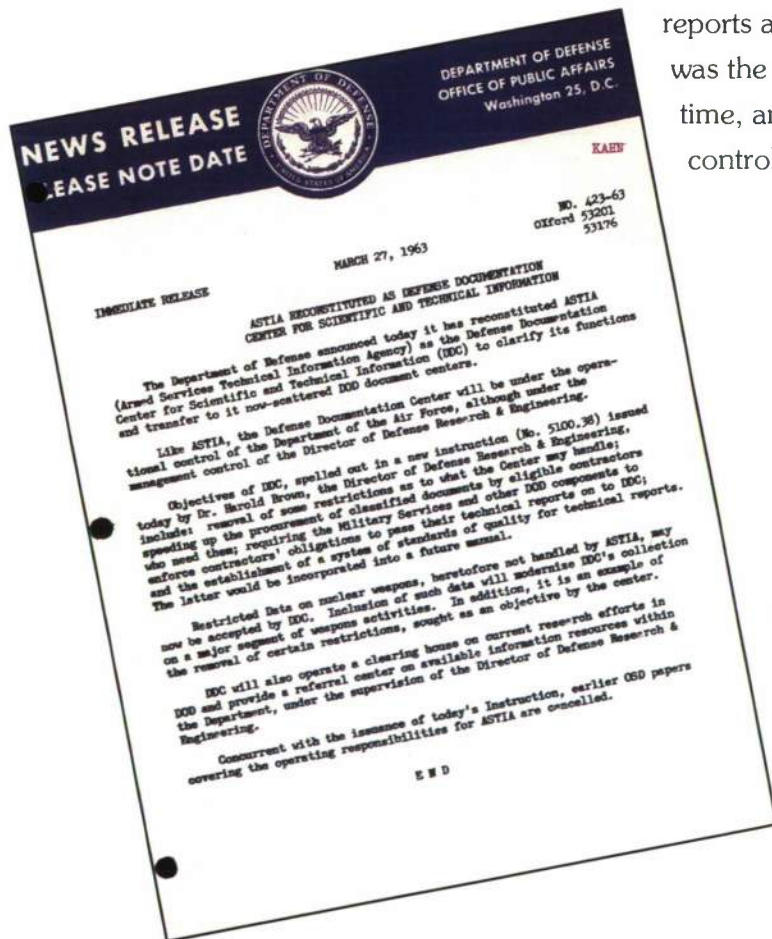 reports a
was the
time, ar
control
NEWS RELEASE
LEASE NOTE DATE
DEPARTMENT OF DEFENSE
UNITED STATES OF AMERICA
DEPARTMENT OF DEFENSE
OFFICE OF PUBLIC AFFAIRS
Washington 25, D.C.
KAHN
NO. 423-63
OXford 53201
53176
MARCH 27, 1963
IMMEDIATE RELEASE
ASTIA RECONSTITUTED AS DEFENSE DOCUMENTATION
CENTER FOR SCIENTIFIC AND TECHNICAL INFORMATION
The Department of Defense announced today it has reconstituted ASTIA
(Armed Services Technical Information Agency) as the Defense Documentation
Center for Scientific and Technical Information (DDC) to clarify its functions
and transfer to it now-scattered DOD document centers.
Like ASTIA, the Defense Documentation Center will be under the opera-
tional control of the Department of the Air Force, although under the
management control of the Director of Defense Research & Engineering.
Objectives of DDC, spelled out in a new instruction (No. 5100.38) issued
today by Dr. Harold Brown, the Director of Defense Research & Engineering,
include: removal of some restrictions as to what the Center may handle;
speeding up the procurement of classified documents by eligible contractors
who need them; requiring the Military Services and other DOD components to
enforce contractors' obligations to pass their technical reports on to DDC;
and the establishment of a system of standards of quality for technical reports.
The latter would be incorporated into a future manual.
Restricted Data on nuclear weapons, heretofore not handled by ASTIA, may
now be accepted by DDC. Inclusion of such data will modernize DDC's collection
on a major segment of weapons activities. In addition, it is an example of
the removal of certain restrictions, sought as an objective by the center.
DDC will also operate a clearing house on current research efforts in
DOD and provide a referral center on available information resources within
the Department, under the supervision of the Director of Defense Research &
Engineering.
Concurrent with the issuance of today's Instruction, earlier OSD papers
covering the operating responsibilities for ASTIA are cancelled.
E N D